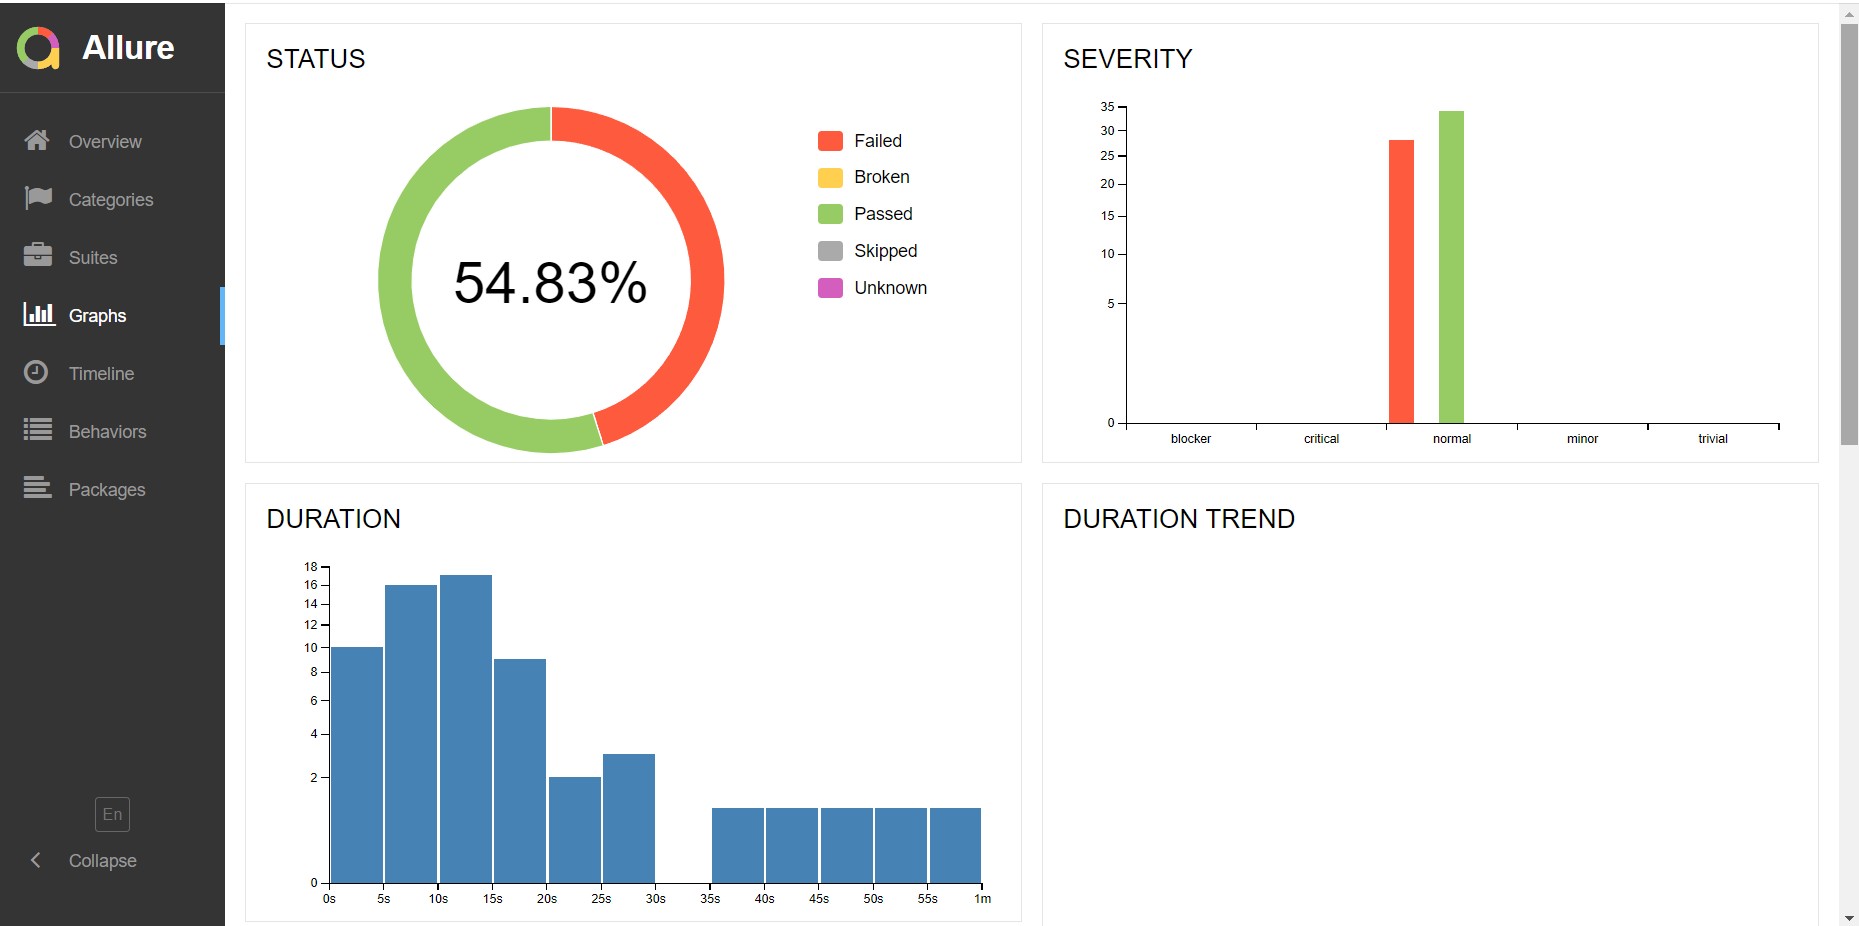 Allure
Overview
Categories
Suites
Graphs
Timeline
Behaviors
Packages
En
Collapse
STATUS
54.83%
Failed
Broken
Passed
Skipped
Unknown
SEVERITY
35
30
25
20
15
10
5
0
blocker critical normal minor trivial
DURATION
18
16
14
12
10
8
6
4
2
0
0s 5s 10s 15s 20s 25s 30s 35s 40s 45s 50s 55s 1m
DURATION TREND